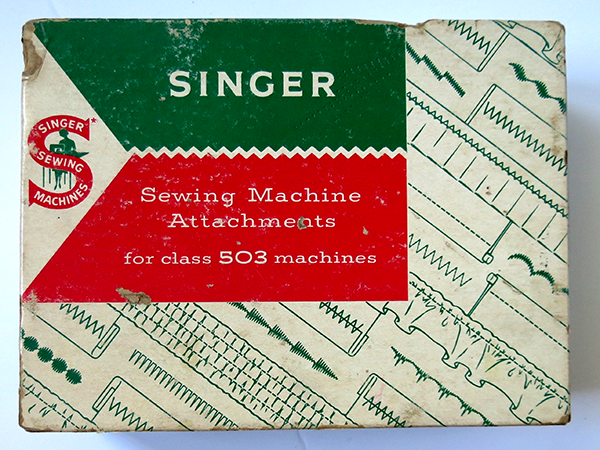 SINGER
SINGER*
SEWING
MACHINES
Sewing Machine
Attachments
for class 503 machines